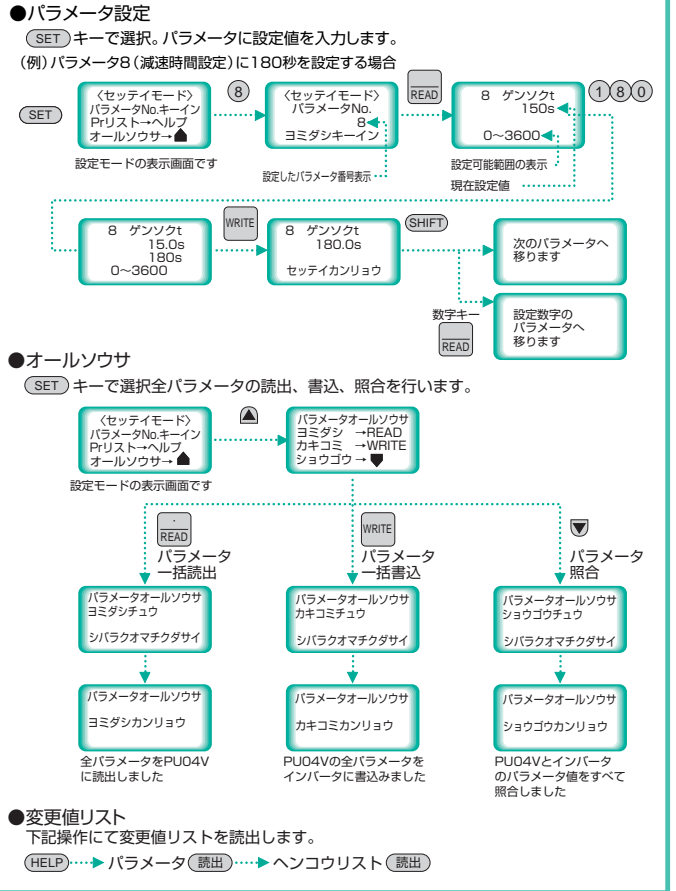 ●パラメータ設定
SET キーで選択。パラメータに設定値を入力します。
(例)パラメータ8(減速時間設定)に180秒を設定する場合
SET
〈セッテイモード〉
パラメータNo.キーイン
Prリスト→ヘルプ
オールソウサ→▲
設定モードの表示画面です
8
〈セッテイモード〉
パラメータNo.
8
ヨミダシキーイン
設定したパラメータ番号表示
READ
8 ゲンソクt
150s
0～3600
設定可能範囲の表示
現在設定値
1 8 0
8 ゲンソクt
15.0s
180s
0～3600
WRITE
8 ゲンソクt
180.0s
セッテイカンリョウ
SHIFT
次のパラメータへ
移ります
数字キー
READ
設定数字の
パラメータへ
移ります
●オールソウサ
SET キーで選択全パラメータの読出、書込、照合を行います。
〈セッテイモード〉
パラメータNo.キーイン
Prリスト→ヘルプ
オールソウサ→▲
設定モードの表示画面です
▲
パラメータオールソウサ
ヨミダシ →READ
カキコミ →WRITE
ショウゴウ→▼
READ
パラメータ
一括読出
パラメータオールソウサ
ヨミダシチュウ
シバラクオマチクダサイ
パラメータオールソウサ
ヨミダシカンリョウ
全パラメータをPU04V
に読出しました
WRITE
パラメータ
一括書込
パラメータオールソウサ
カキコミチュウ
シバラクオマチクダサイ
パラメータオールソウサ
カキコミカンリョウ
PU04Vの全パラメータを
インバータに書込みました
▼
パラメータ
照合
パラメータオールソウサ
ショウゴウチュウ
シバラクオマチクダサイ
パラメータオールソウサ
ショウゴウカンリョウ
PU04Vとインバータ
のパラメータ値をすべて
照合しました
●変更値リスト
下記操作にて変更値リストを読出します。
HELP ····▶ パラメータ 読出 ····▶ ヘンコウリスト 読出